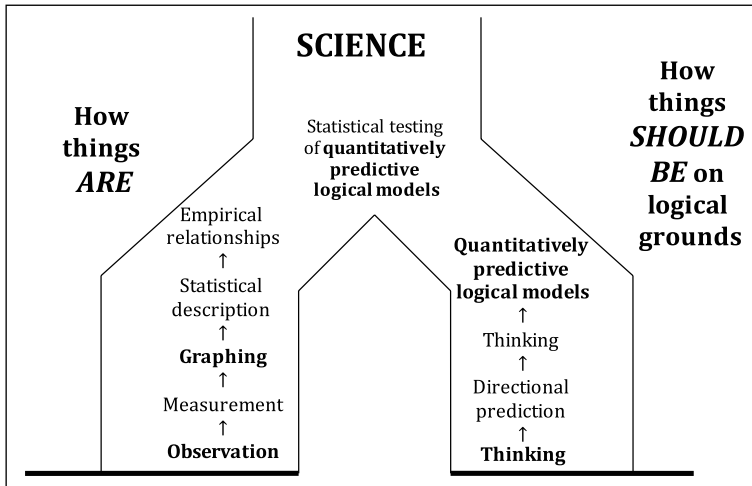 SCIENCE
How
things
ARE
How
things
SHOULD
BE on
logical
grounds
Statistical testing
of quantitatively
predictive
logical models
Empirical
relationships
↑
Statistical
description
↑
Graphing
↑
Measurement
↑
Observation
Quantitatively
predictive
logical models
↑
Thinking
↑
Directional
prediction
↑
Thinking